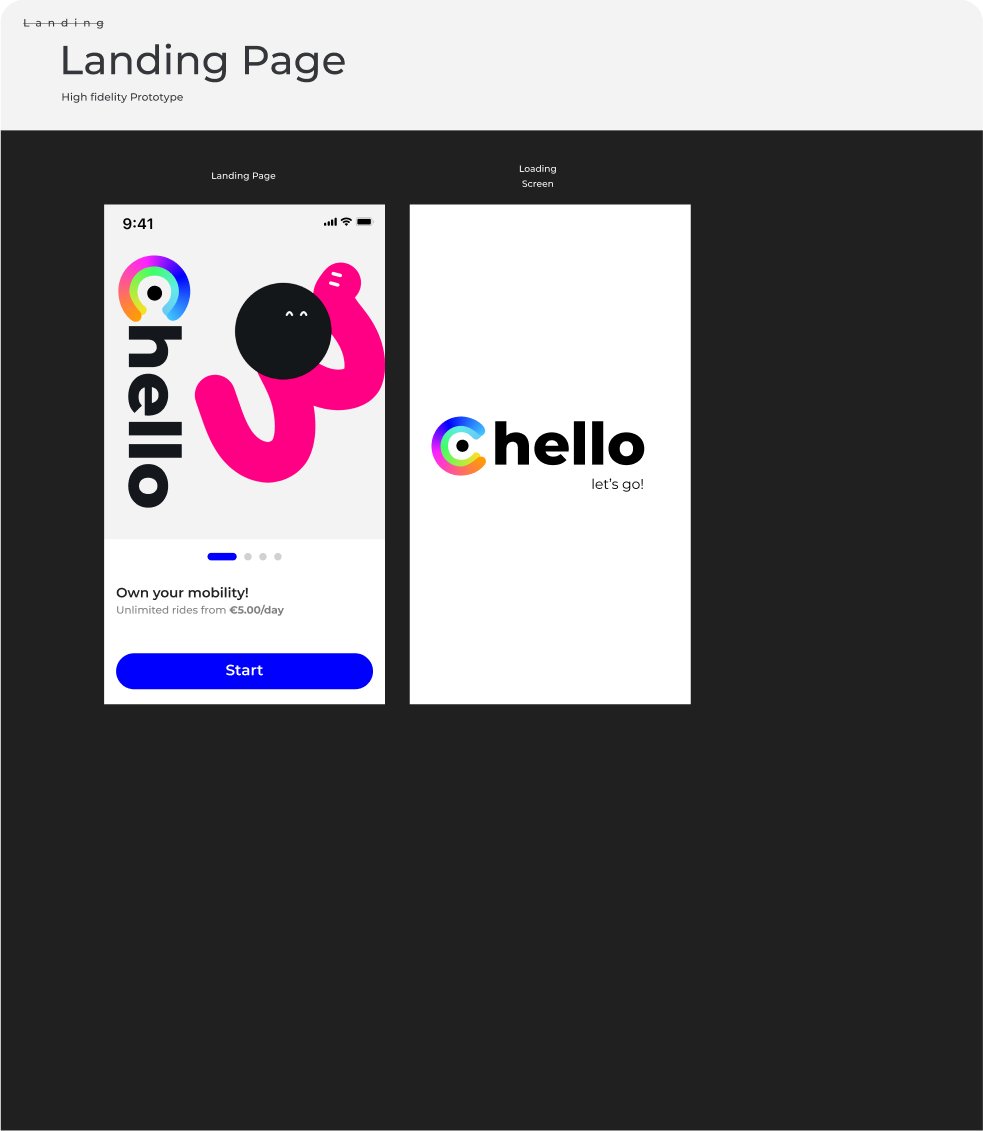 Landing
Landing Page
High fidelity Prototype
Landing Page
Loading
Screen
9:41
hello
Own your mobility!
Unlimited rides from €5.00/day
Start
hello
let's go!